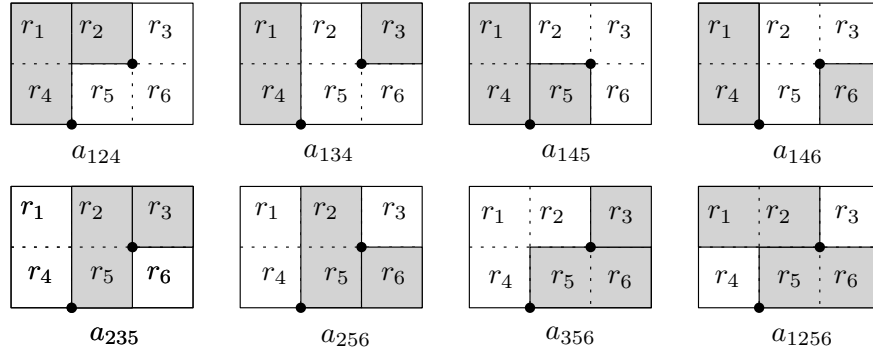 r1 r2 r3 r1 r2 r3 r1 r2 r3 r1 r2 r3
r4 r5 r6 r4 r5 r6 r4 r5 r6 r4 r5 r6
a124 a134 a145 a146
r1 r2 r3 r1 r2 r3 r1 r2 r3 r1 r2 r3
r4 r5 r6 r4 r5 r6 r4 r5 r6 r4 r5 r6
a235 a256 a356 a1256